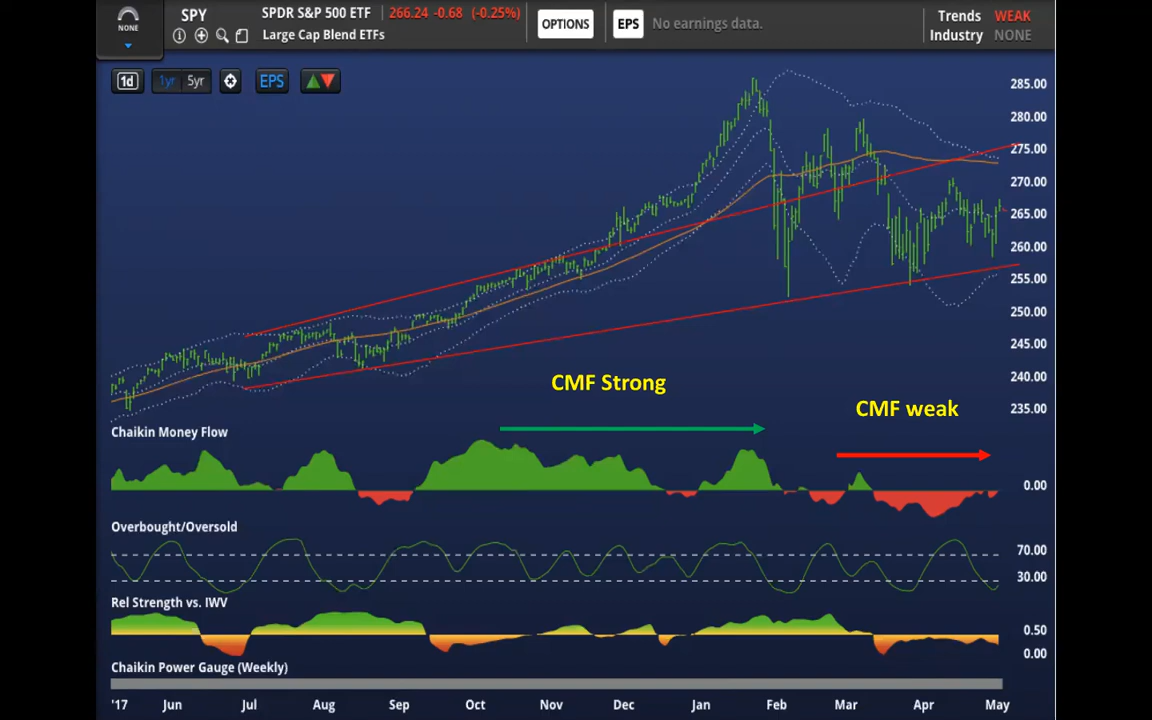 NONE
SPY
SPDR S&P 500 ETF 266.24 -0.68 (-0.25%)
Large Cap Blend ETFs
OPTIONS
EPS No earnings data.
Trends WEAK
Industry NONE
1d 1yr 5yr EPS
285.00
280.00
275.00
270.00
265.00
260.00
255.00
250.00
245.00
240.00
235.00
CMF Strong
CMF weak
Chaikin Money Flow
0.00
Overbought/Oversold
70.00
30.00
Rel Strength vs. IWV
0.50
0.00
Chaikin Power Gauge (Weekly)
'17 Jun Jul Aug Sep Oct Nov Dec Jan Feb Mar Apr May